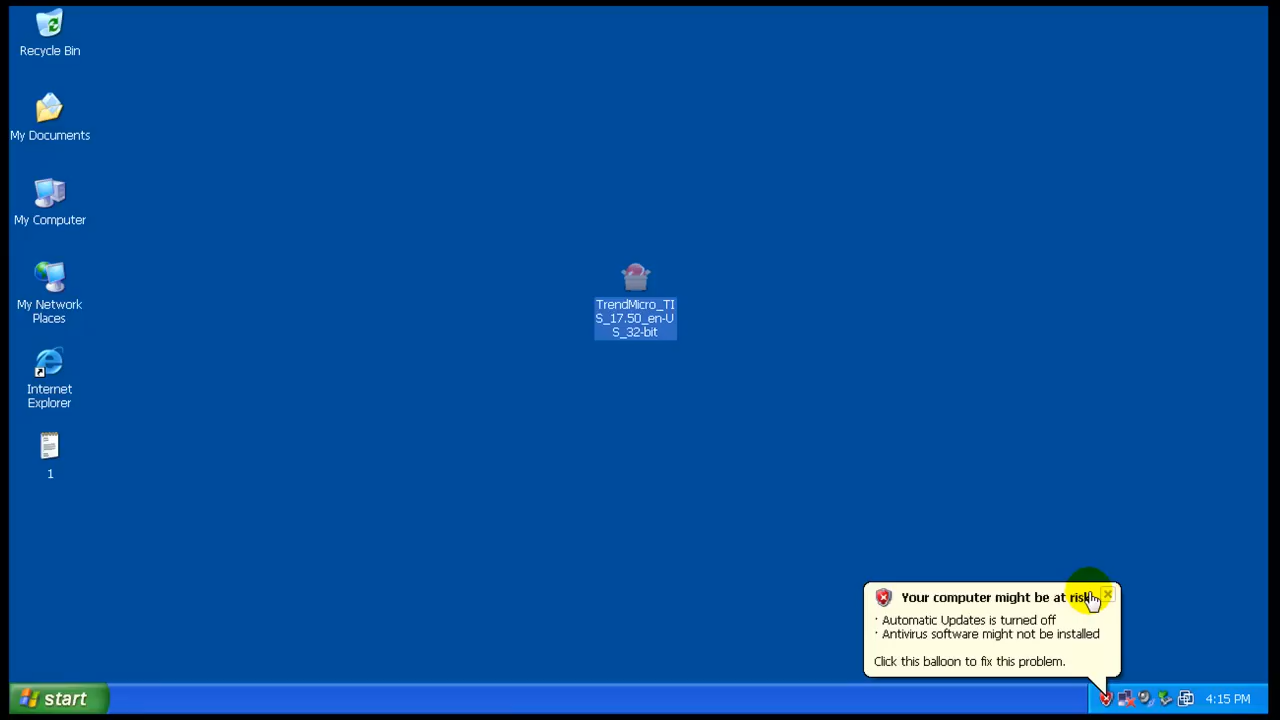 Recycle Bin
My Documents
My Computer
My Network
Places
Internet
Explorer
1
TrendMicro_TI
S_17.50_en-U
S_32-bit
Your computer might be at risk
· Automatic Updates is turned off
· Antivirus software might not be installed
Click this balloon to fix this problem.
start
4:15 PM